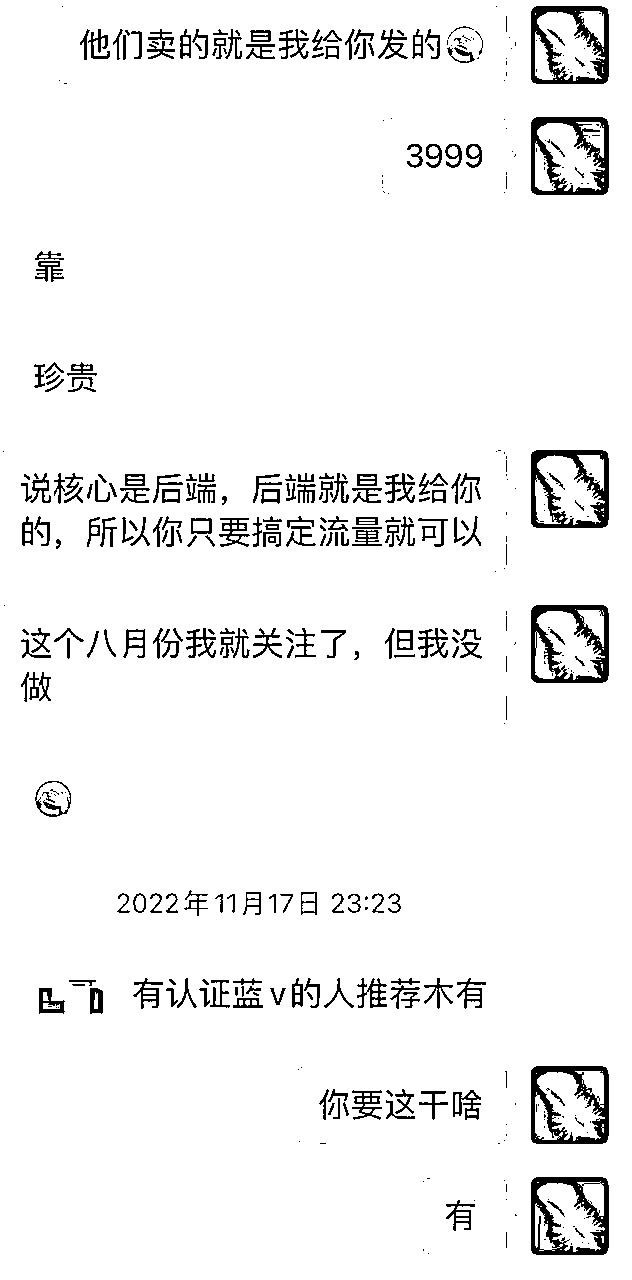 他们卖的就是我给你发的
3999
靠
珍贵
说核心是后端，后端就是我给你
的，所以你只要搞定流量就可以
这个八月份我就关注了，但我没
做
2022年11月17日 23:23
有认证蓝v的人推荐木有
你要这干啥
有